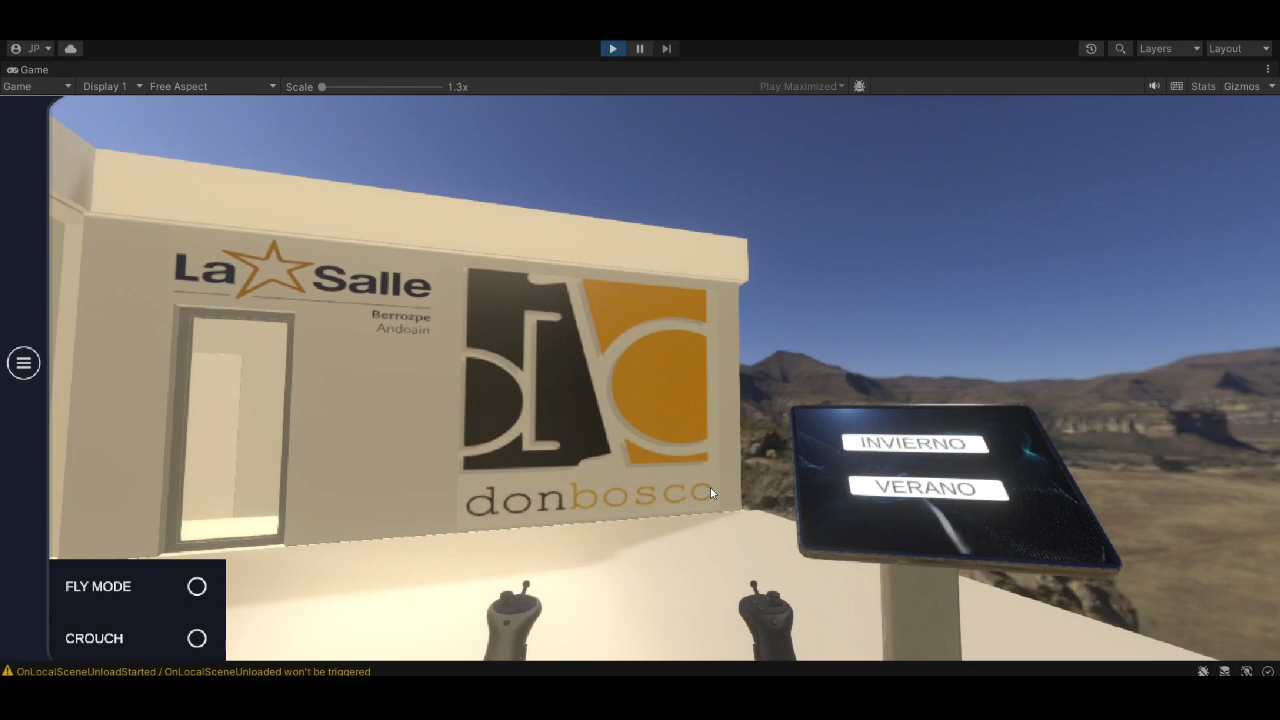 JP
Layers
Layout
Game
Game
Display 1
Free Aspect
Scale
1.3x
Play Maximized
Stats
Gizmos
La Salle
Berrozpe
Andoain
donbosco
INVIERNO
VERANO
FLY MODE
CROUCH
OnLocalSceneUnloadStarted / OnLocalSceneUnloaded won't be triggered